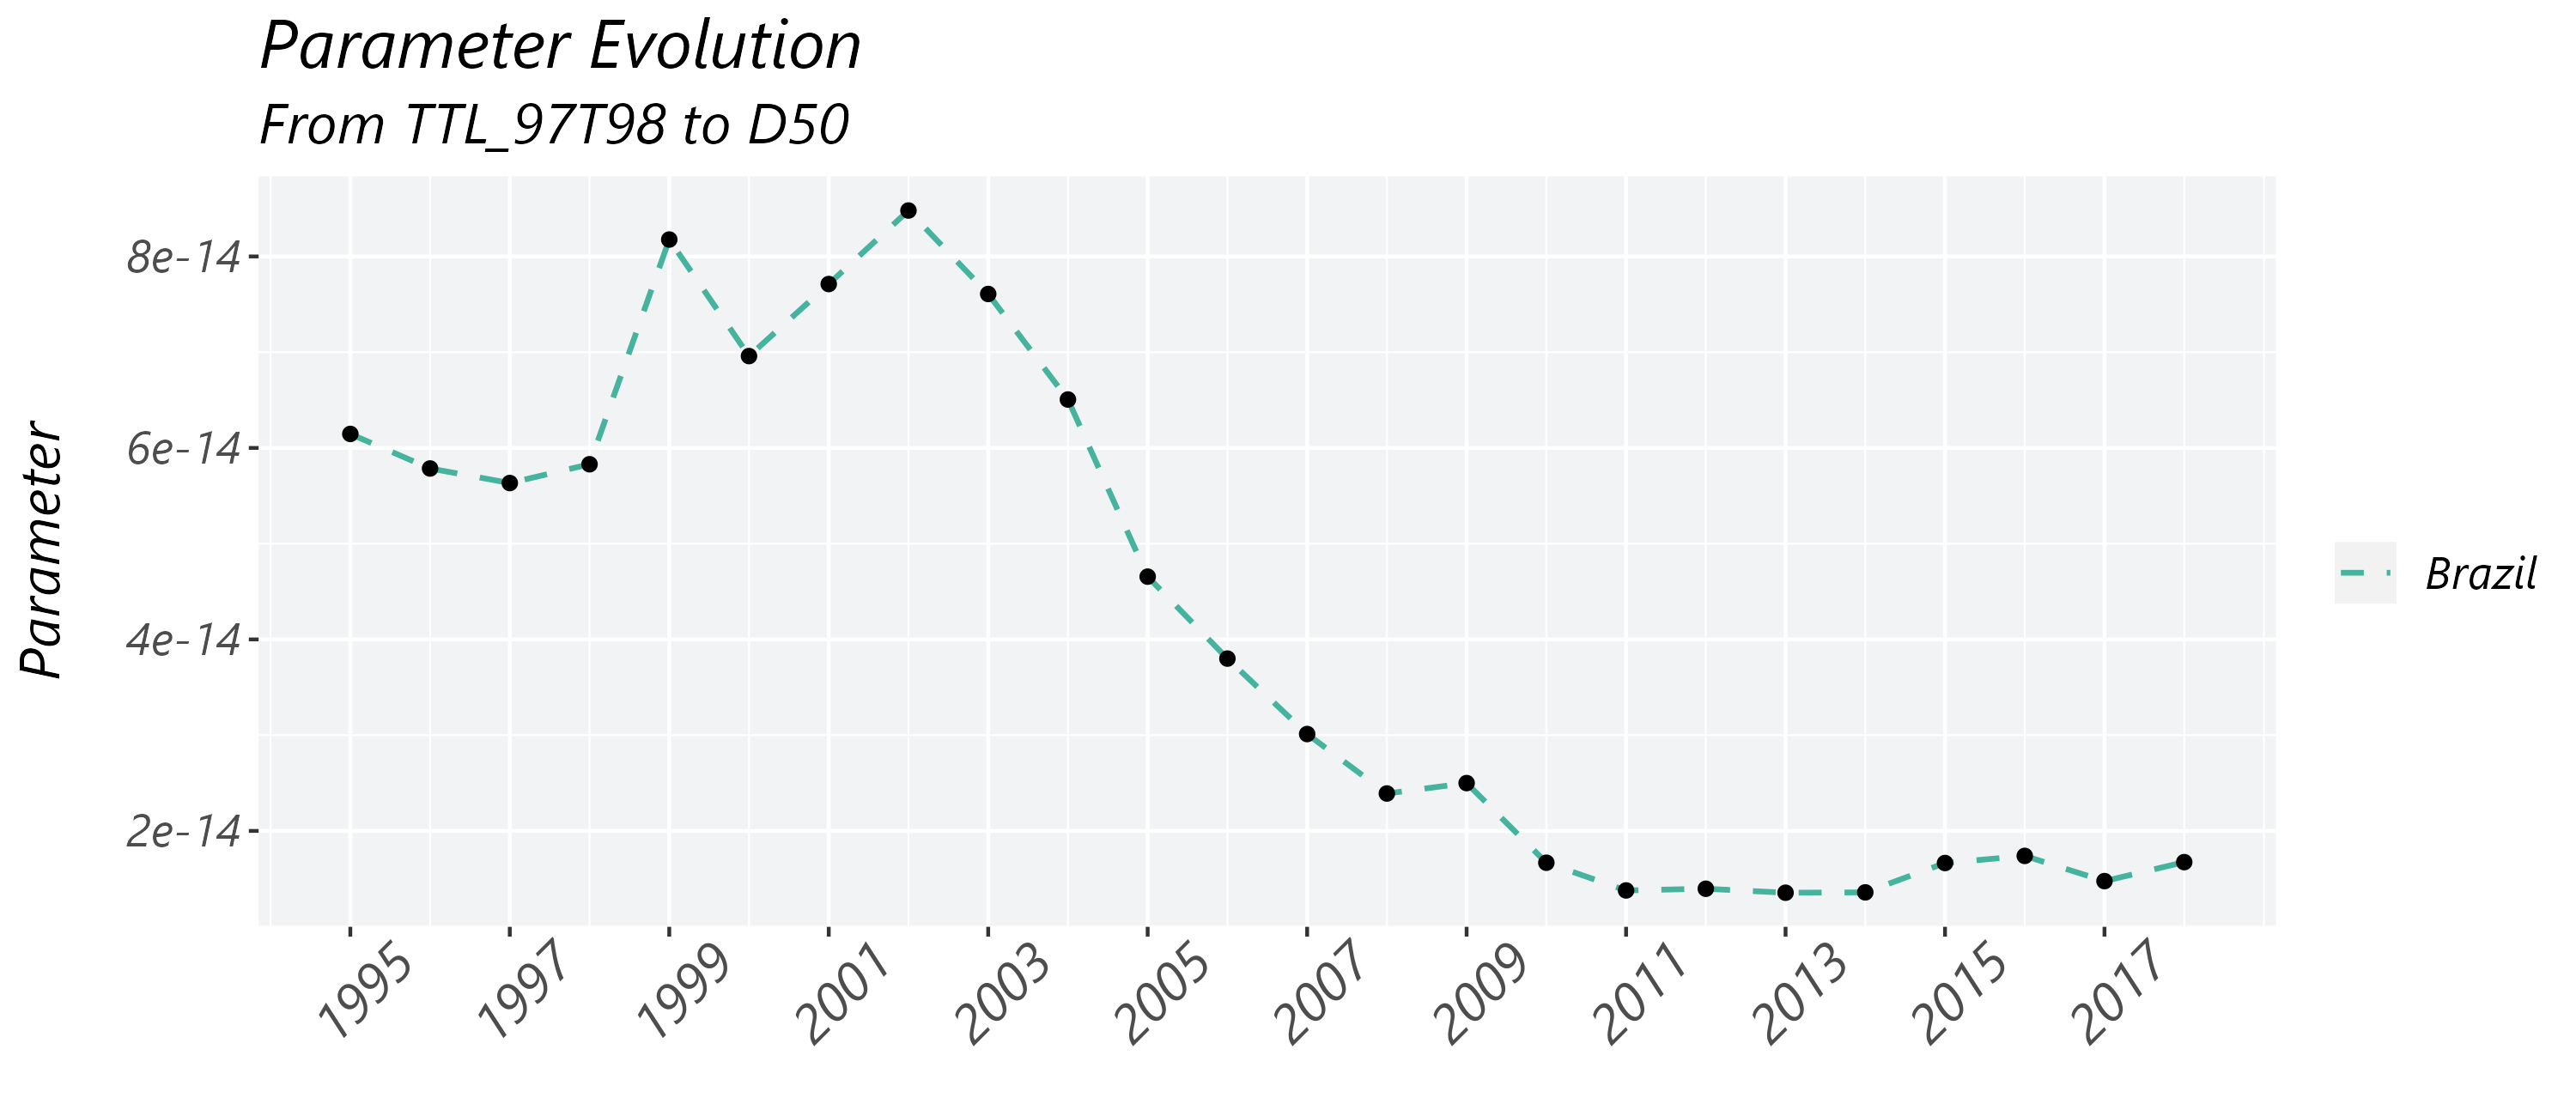 Parameter Evolution
From TTL_97T98 to D50
Parameter
8e-14
6e-14
4e-14
2e-14
1995
1997
1999
2001
2003
2005
2007
2009
2011
2013
2015
2017
Brazil